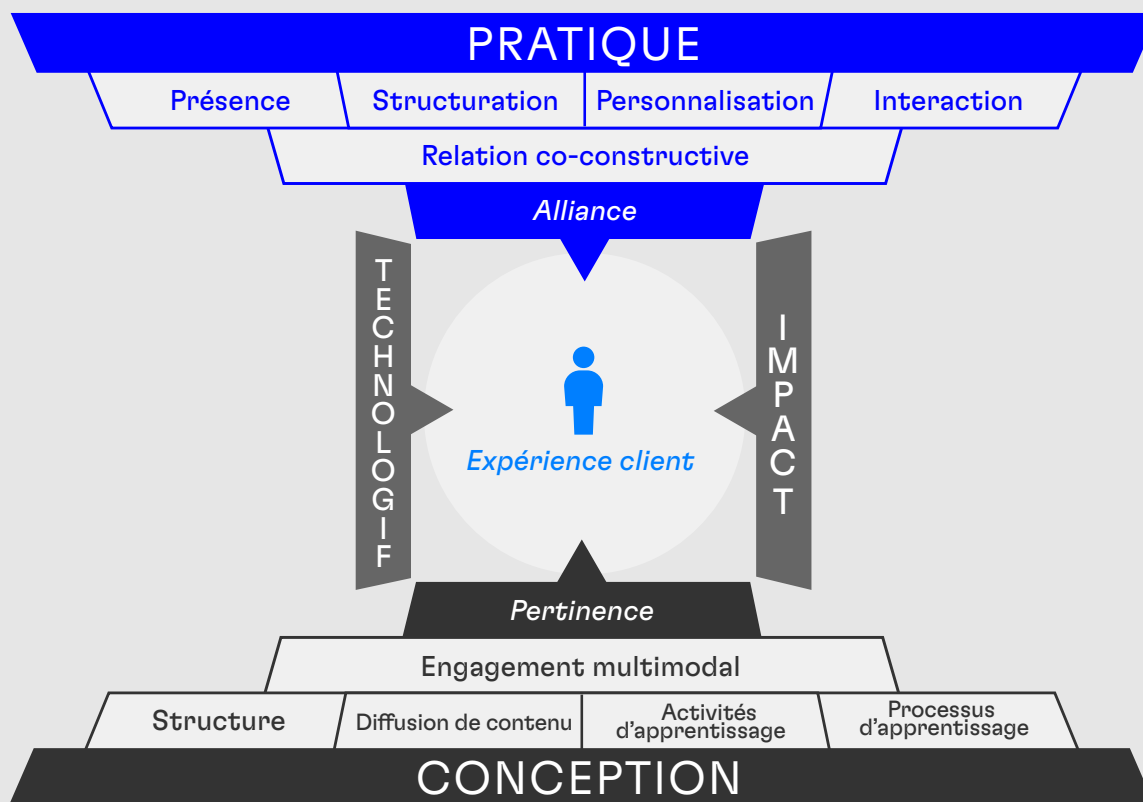 PRATIQUE
Présence
Structuration
Personnalisation
Interaction
Relation co-constructive
Alliance
TECHNOLOGIF
IMPACT
Expérience client
Pertinence
Engagement multimodal
Structure
Diffusion de contenu
Activités
d'apprentissage
Processus
d'apprentissage
CONCEPTION